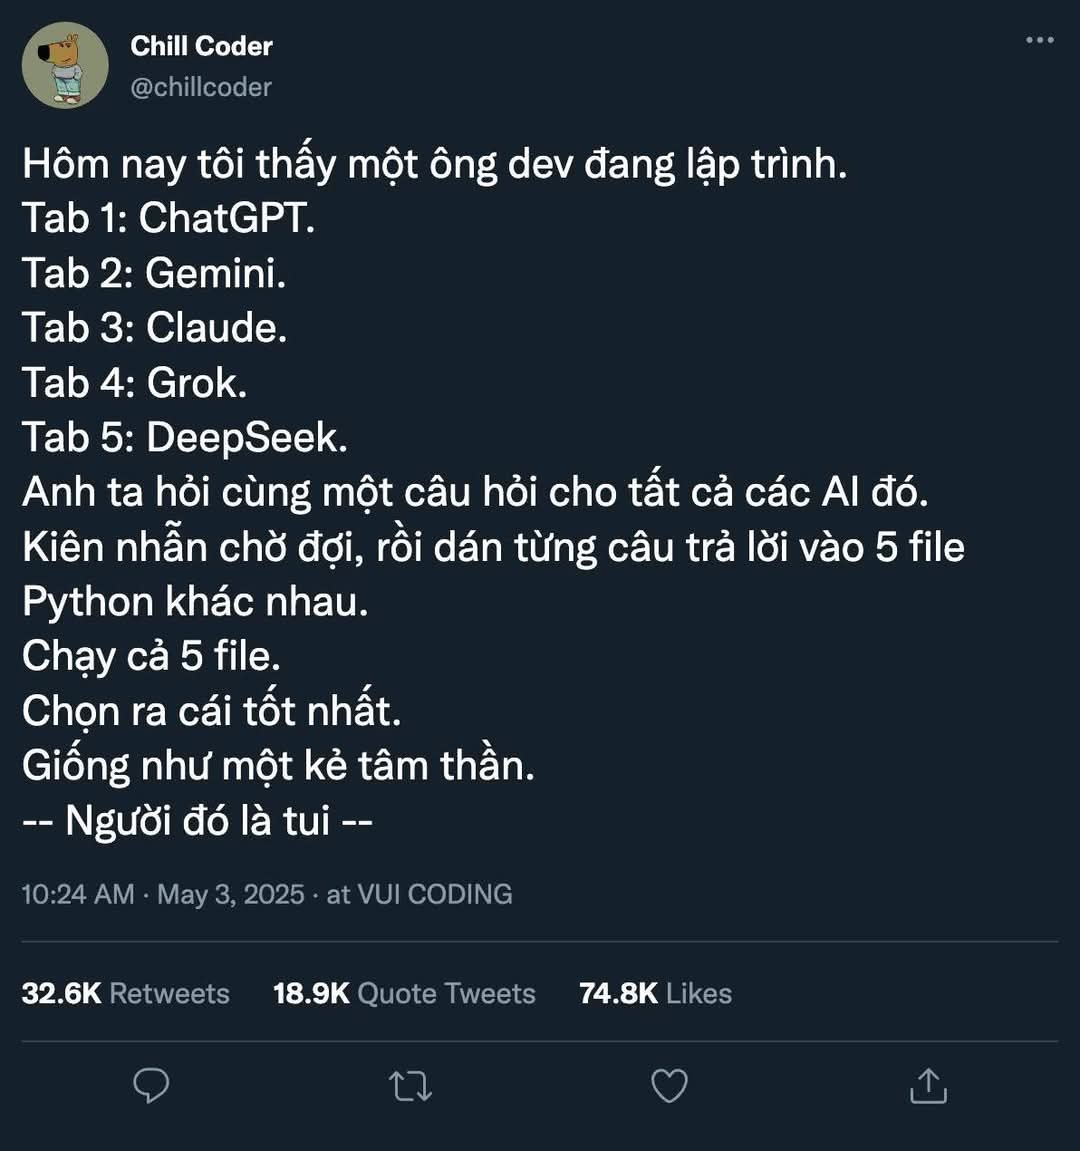 Chill Coder
@chillcoder
Hôm nay tôi thấy một ông dev đang lập trình.
Tab 1: ChatGPT.
Tab 2: Gemini.
Tab 3: Claude.
Tab 4: Grok.
Tab 5: DeepSeek.
Anh ta hỏi cùng một câu hỏi cho tất cả các AI đó.
Kiên nhẫn chờ đợi, rồi dán từng câu trả lời vào 5 file
Python khác nhau.
Chạy cả 5 file.
Chọn ra cái tốt nhất.
Giống như một kẻ tâm thần.
-- Người đó là tui --
10:24 AM · May 3, 2025 · at VUI CODING
32.6K Retweets 18.9K Quote Tweets 74.8K Likes